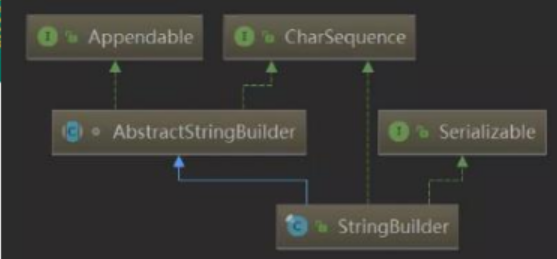 Appendable CharSequence
AbstractStringBuilder Serializable
StringBuilder